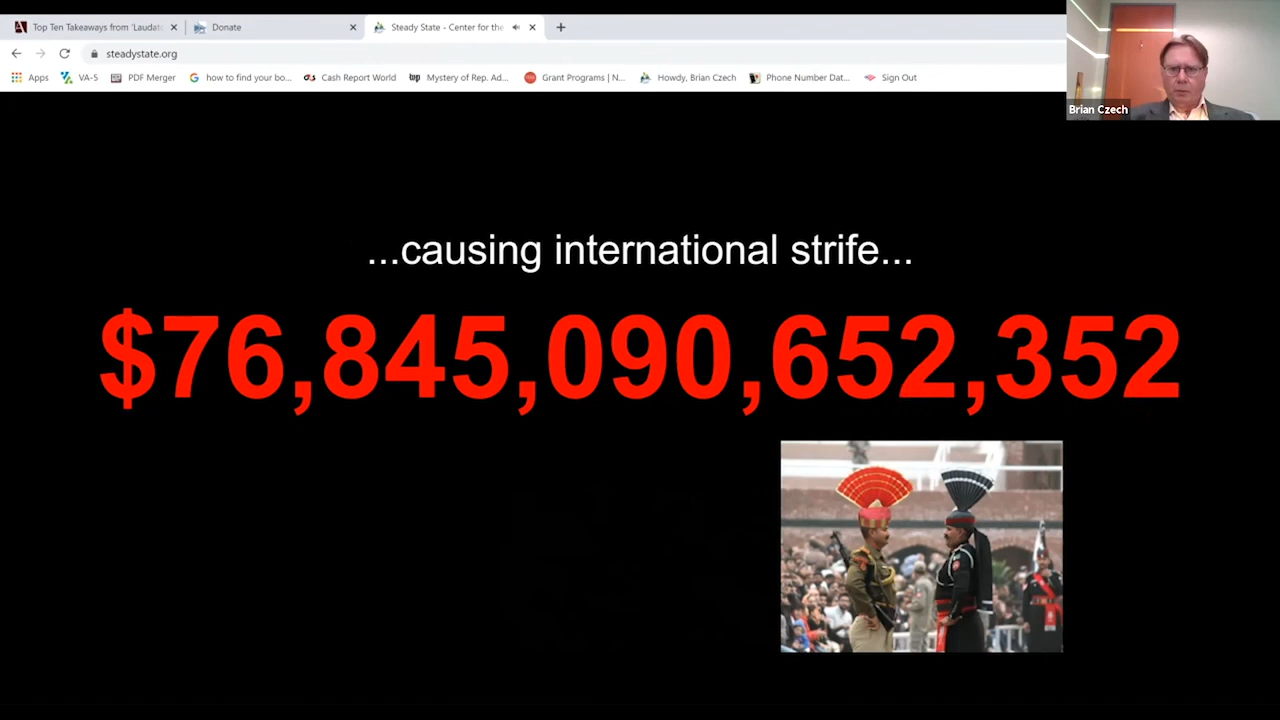 Top Ten Takeaways from 'Laudat
Donate
Steady State - Center for the
steadystate.org
Apps
VA-5
PDF Merger
how to find your bo...
Cash Report World
Mystery of Rep. Ad...
Grant Programs | N...
Howdy, Brian Czech
Phone Number Dat...
Sign Out
Brian Czech
...causing international strife...
$76,845,090,652,352